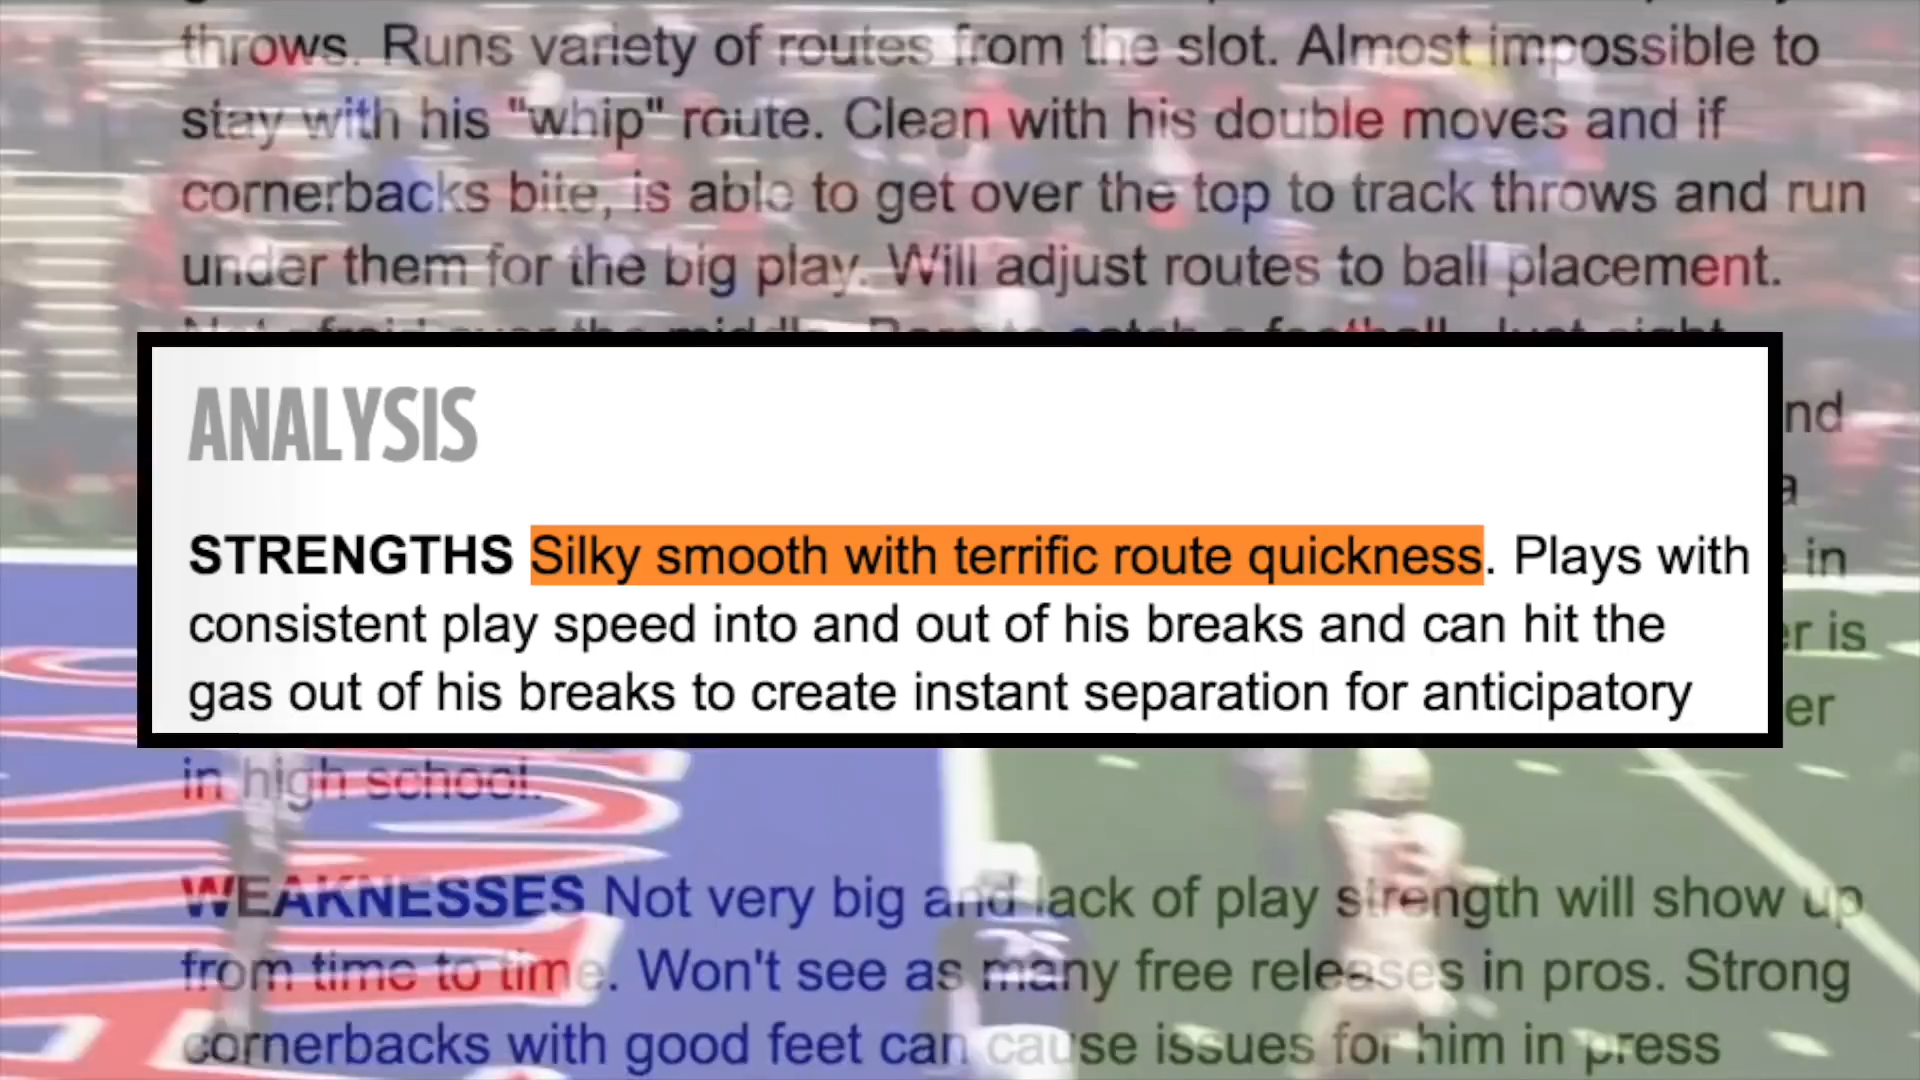 throws. Runs variety of routes from the slot. Almost impossible to
stay with his "whip" route. Clean with his double moves and if
cornerbacks bite, is able to get over the top to track throws and run
under them for the big play. Will adjust routes to ball placement.
nd
a
ANALYSIS
STRENGTHS Silky smooth with terrific route quickness. Plays with
in
consistent play speed into and out of his breaks and can hit the
er is
gas out of his breaks to create instant separation for anticipatory
er
in high school.
WEAKNESSES Not very big and lack of play strength will show up
from time to time. Won't see as many free releases in pros. Strong
cornerbacks with good feet can cause issues for him in press